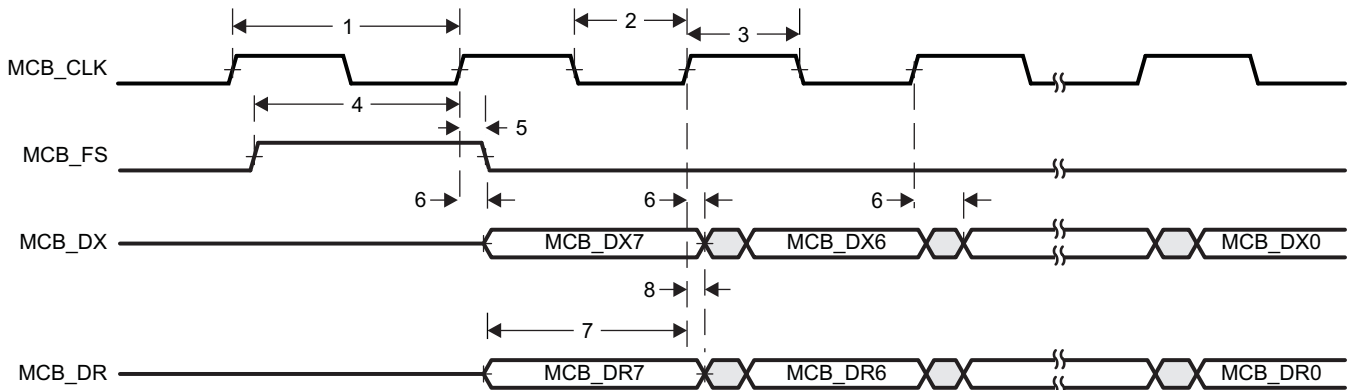 1
2
3
MCB_CLK
4
5
MCB_FS
6
6
6
MCB_DX
MCB_DX7
MCB_DX6
MCB_DX0
8
7
MCB_DR
MCB_DR7
MCB_DR6
MCB_DR0